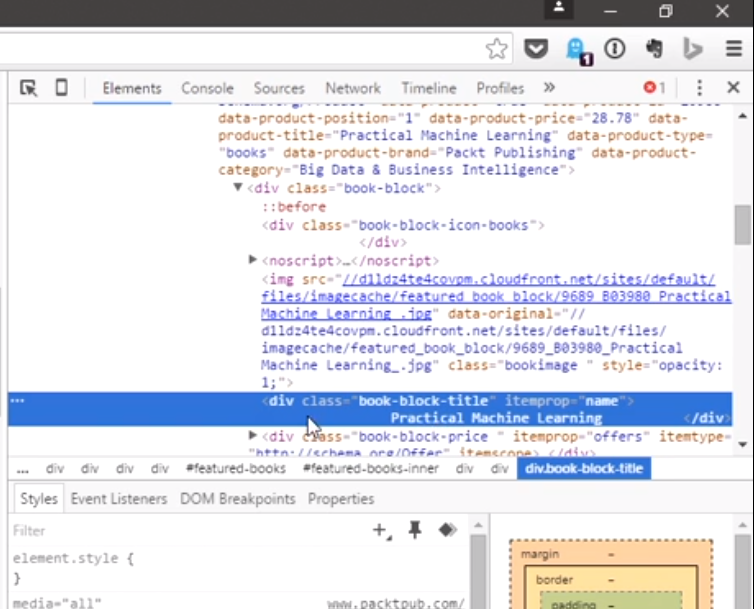 1
Elements Console Sources Network Timeline Profiles » 1
data-product-position="1" data-product-price="28.78" data-
product-title="Practical Machine Learning" data-product-type=
"books" data-product-brand="Packt Publishing" data-product-
category="Big Data & Business Intelligence">
▼<div class="book-block">
::before
<div class="book-block-icon-books">
</div>
▶<noscript>…</noscript>
<img src="//d1ldz4te4covpm.cloudfront.net/sites/default/
files/imagecache/featured_book_block/9689_B03980_Practical
Machine Learning_.jpg" data-original="//
d1ldz4te4covpm.cloudfront.net/sites/default/files/
imagecache/featured_book_block/9689_B03980_Practical
Machine Learning_.jpg" class="bookimage " style="opacity:
1;">
<div class="book-block-title" itemprop="name">
Practical Machine Learning </div>
▶<div class="book-block-price " itemprop="offers" itemtype=
"http://schema.org/Offer" itemscope> </div>
... div div div div #featured-books #featured-books-inner div div div.book-block-title
Styles Event Listeners DOM Breakpoints Properties
Filter
element.style {
}
media="all" www.packtpub.com/
margin -
border -
padding -